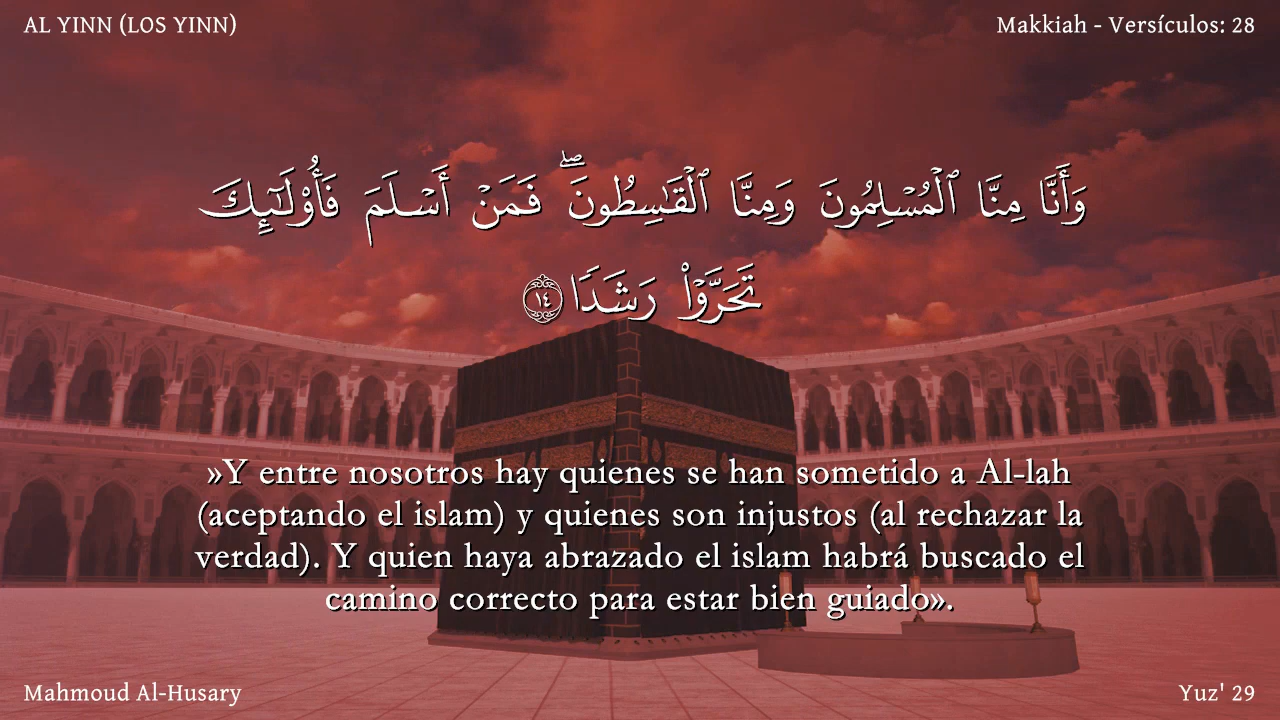 AL YINN (LOS YINN)
Makkiah - Versículos: 28
وَأَنَّا مِنَّا ٱلْمُسْلِمُونَ وَمِنَّا ٱلْقَـٰسِطُونَ ۖ فَمَنْ أَسْلَمَ فَأُو۟لَـٰٓئِكَ
تَحَرَّوْا۟ رَشَدًا ١٤
»Y entre nosotros hay quienes se han sometido a Al-lah
(aceptando el islam) y quienes son injustos (al rechazar la
verdad). Y quien haya abrazado el islam habrá buscado el
camino correcto para estar bien guiado».
Mahmoud Al-Husary
Yuz' 29